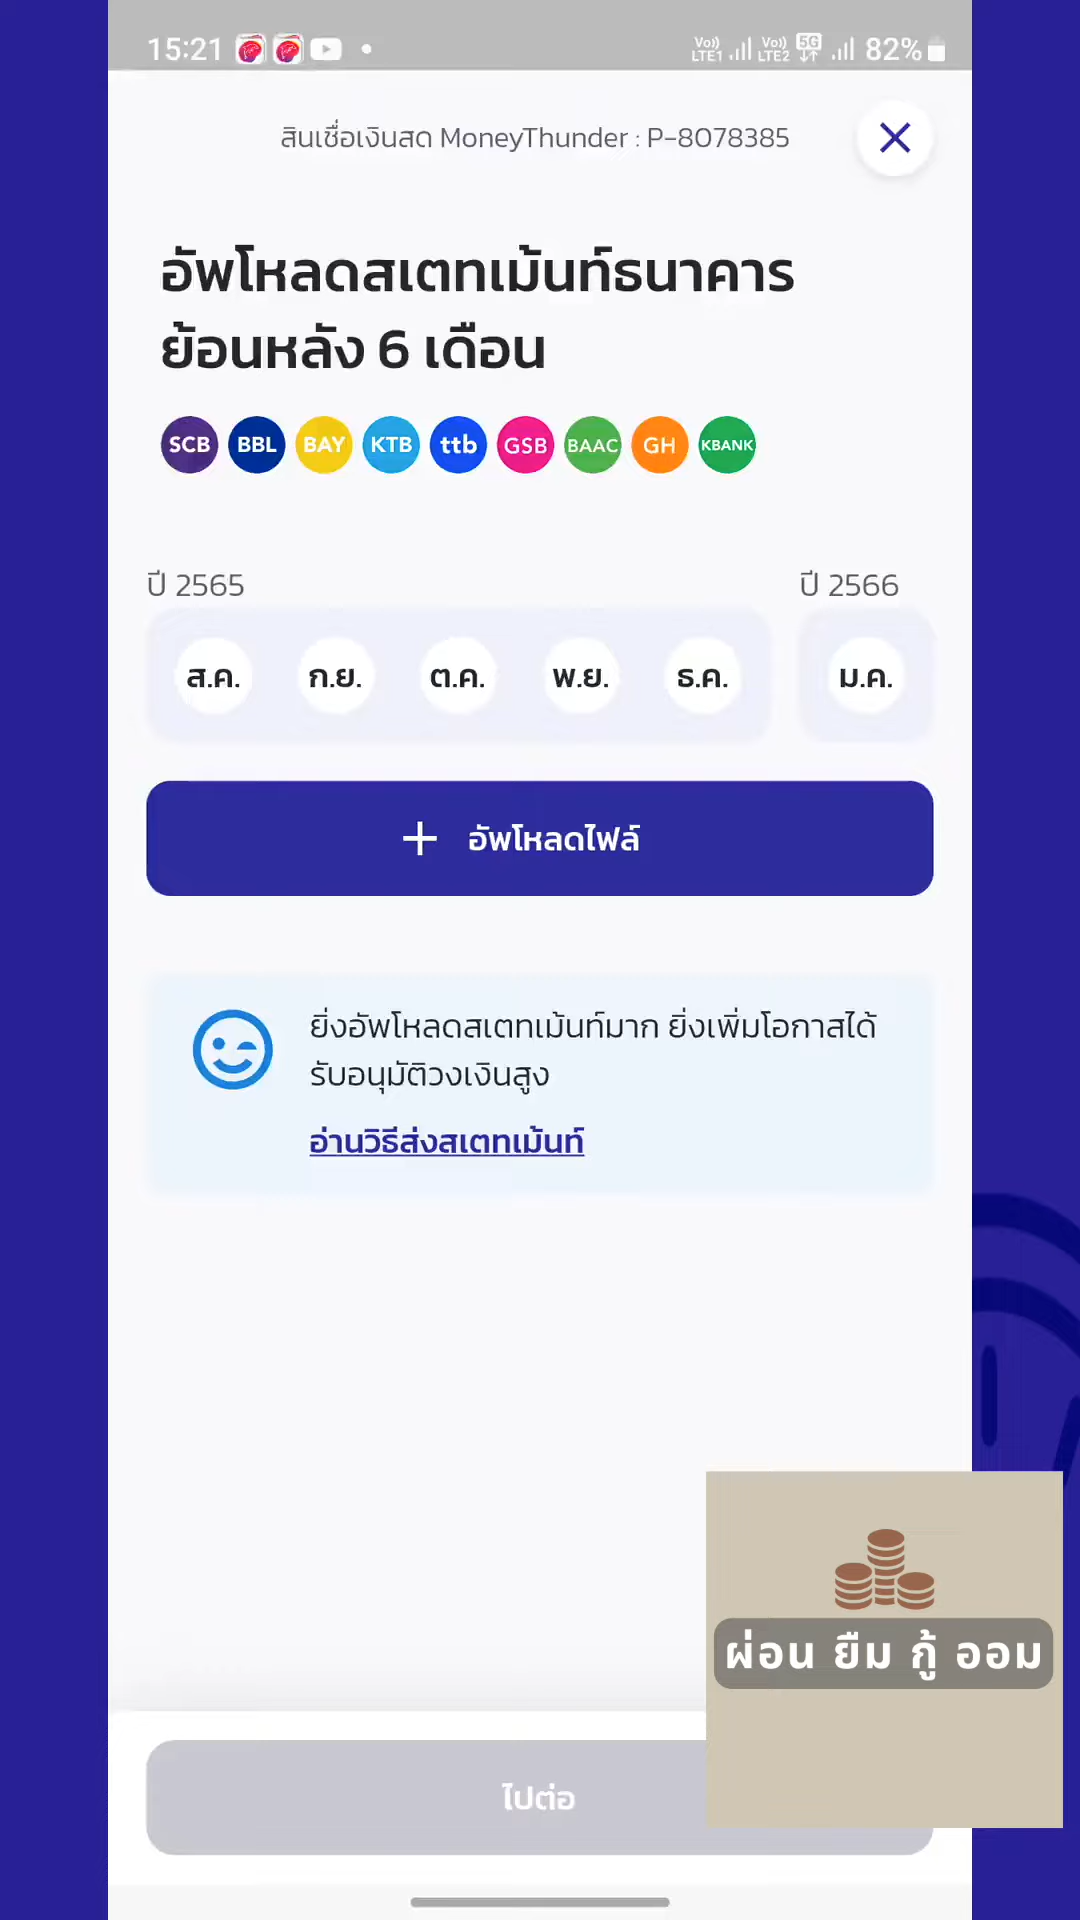 15:21
Vo)) LTE1 Vo)) LTE2 5G 82%
สินเชื่อเงินสด MoneyThunder : P-8078385
อัพโหลดสเตทเม้นท์ธนาคาร
ย้อนหลัง 6 เดือน
SCB BBL BAY KTB ttb GSB BAAC GH KBANK
ปี 2565 ปี 2566
ส.ค. ก.ย. ต.ค. พ.ย. ธ.ค. ม.ค.
+ อัพโหลดไฟล์
ยิ่งอัพโหลดสเตทเม้นท์มาก ยิ่งเพิ่มโอกาสได้
รับอนุมัติวงเงินสูง
อ่านวิธีส่งสเตทเม้นท์
ผ่อน ยืม กู้ ออม
ไปต่อ